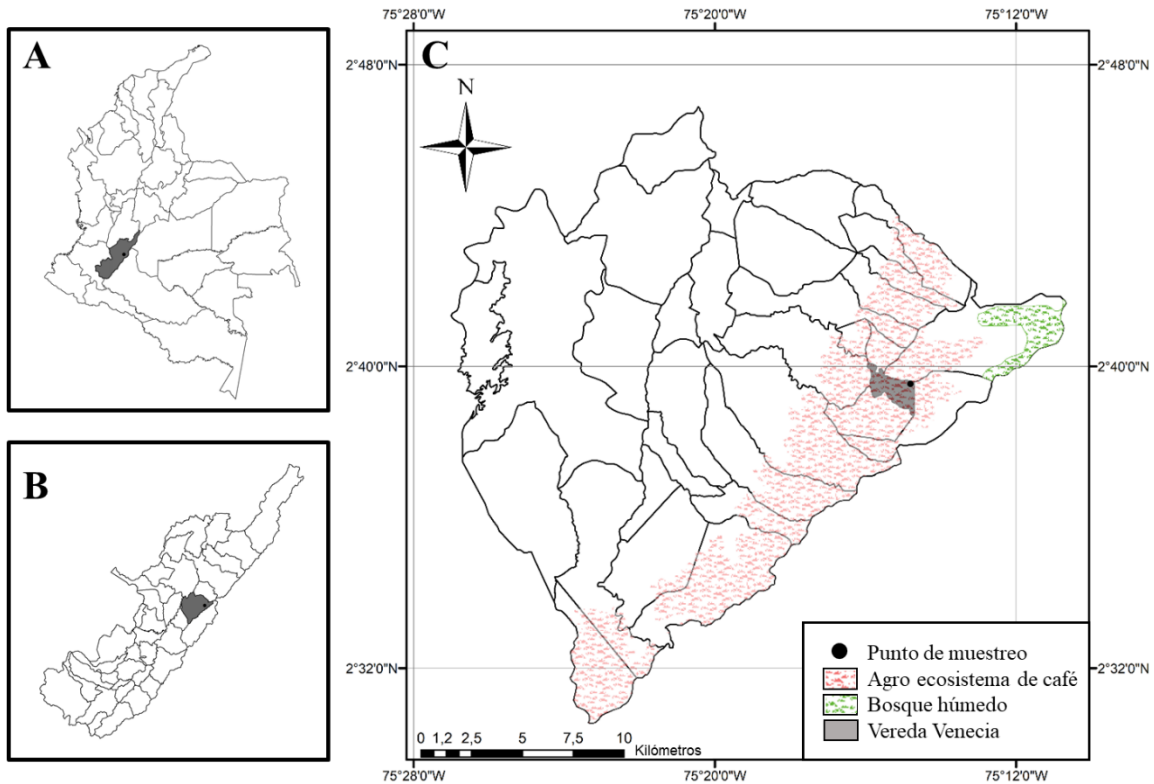 A
B
C
N
75°28'0"W
75°20'0"W
75°12'0"W
2°48'0"N
2°48'0"N
2°40'0"N
2°40'0"N
2°32'0"N
2°32'0"N
Punto de muestreo
Agro ecosistema de café
Bosque húmedo
Vereda Venecia
0 1,2 2,5 5 7,5 10
Kilómetros
75°28'0"W
75°20'0"W
75°12'0"W